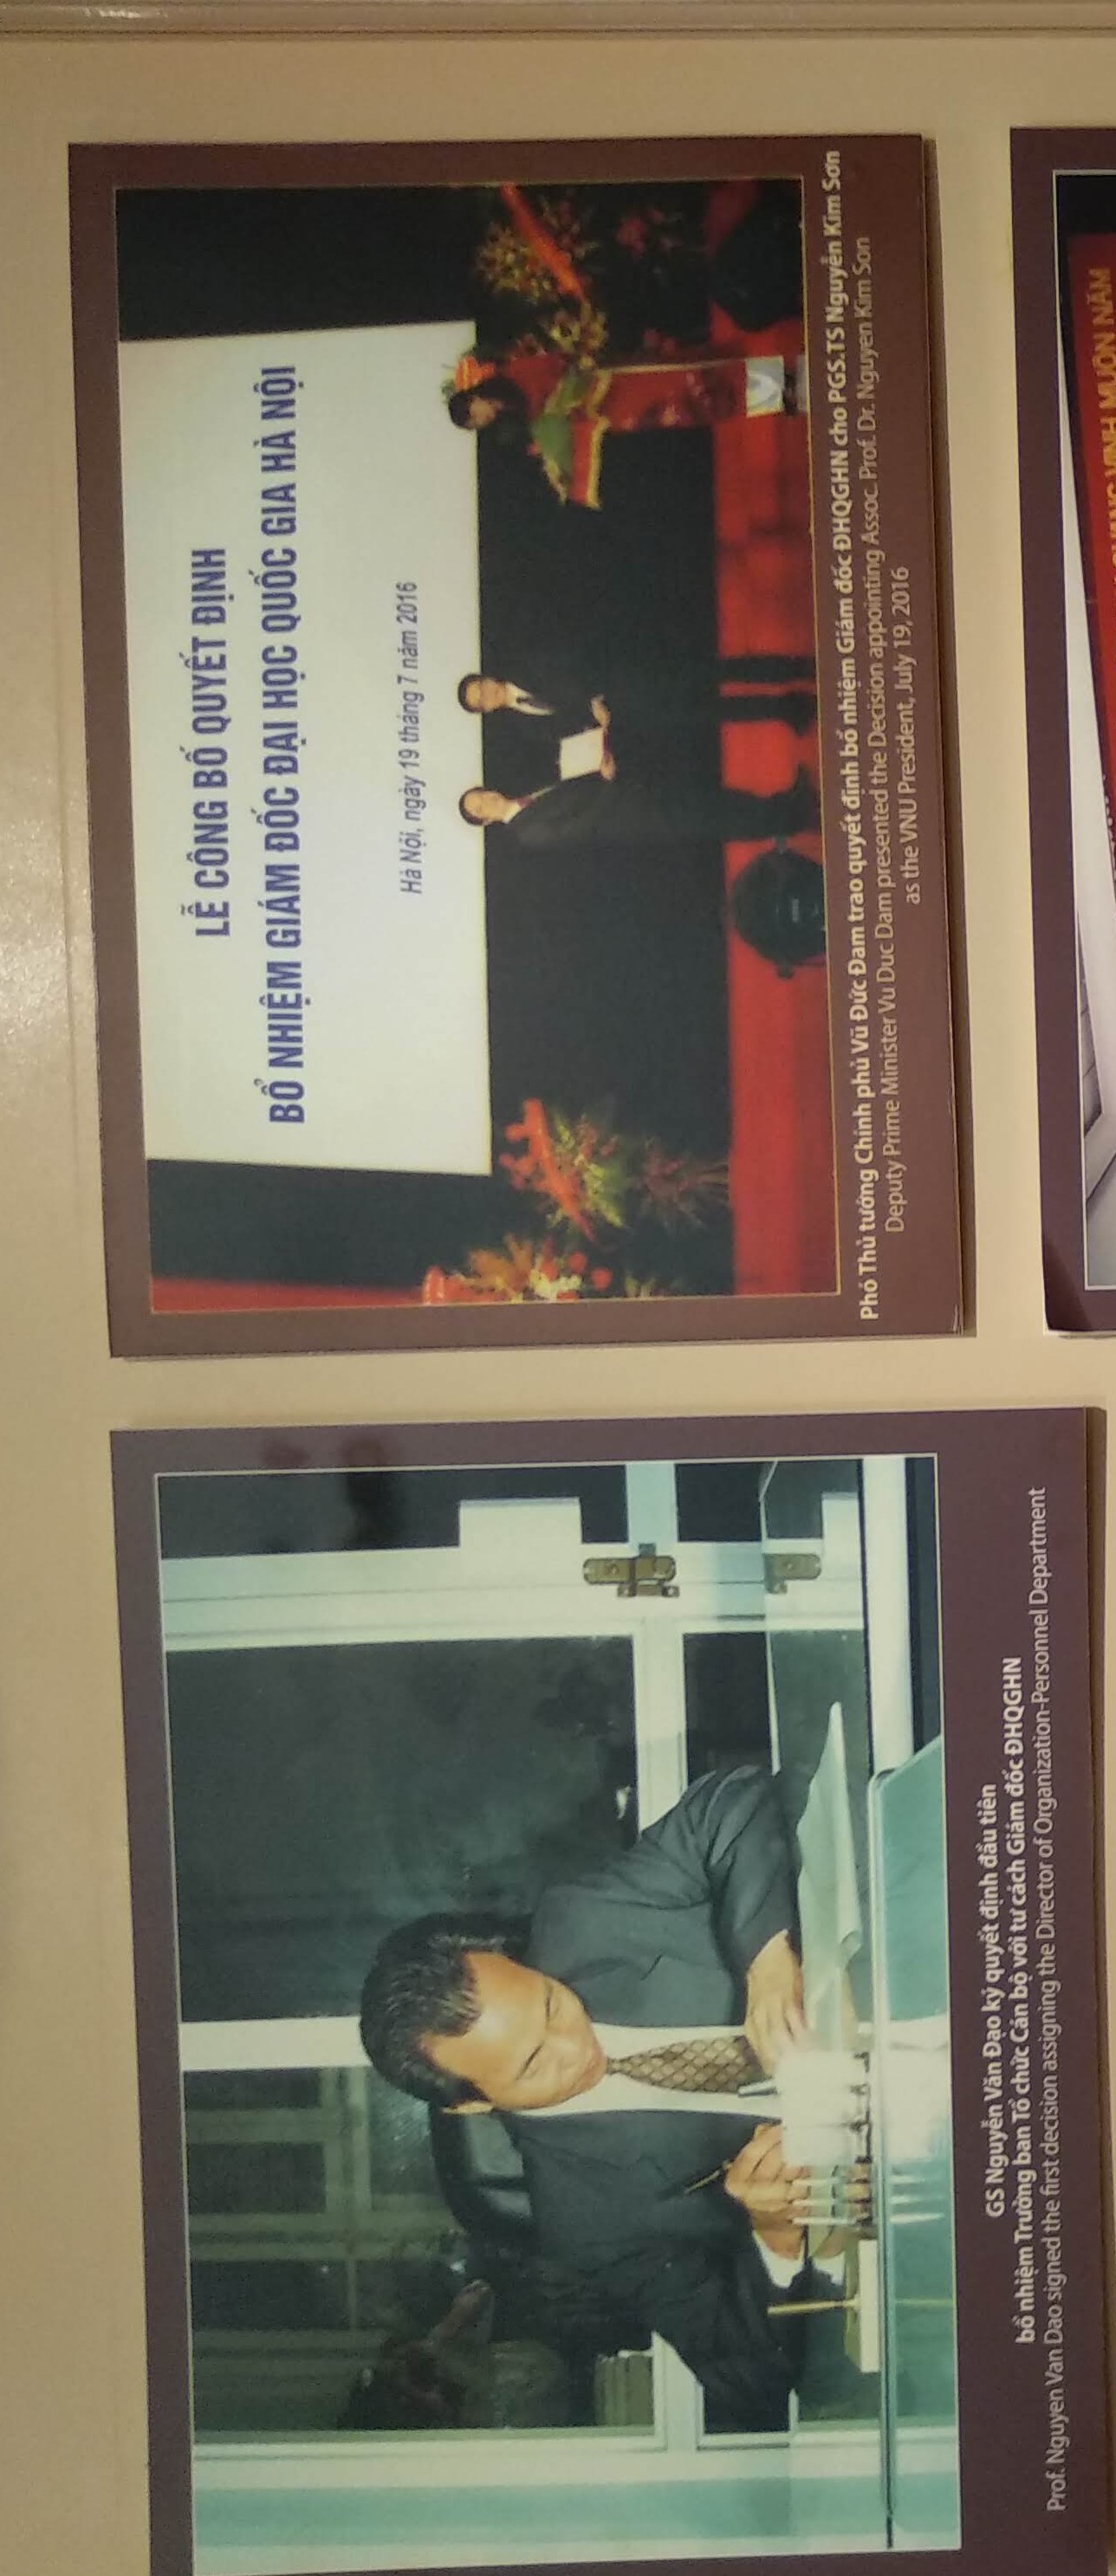 GS Nguyễn Văn Đạo ký quyết định đầu tiên
bổ nhiệm Trưởng ban Tổ chức Cán bộ với tư cách Giám đốc ĐHQGHN
Prof. Nguyen Van Dao signed the first decision assigning the Director of Organization-Personnel Department
LỄ CÔNG BỐ QUYẾT ĐỊNH
BỔ NHIỆM GIÁM ĐỐC ĐẠI HỌC QUỐC GIA HÀ NỘI
Hà Nội, ngày 19 tháng 7 năm 2016
Phó Thủ tướng Chính phủ Vũ Đức Đam trao quyết định bổ nhiệm Giám đốc ĐHQGHN cho PGS.TS Nguyễn Kim Sơn
Deputy Prime Minister Vu Duc Dam presented the Decision appointing Assoc. Prof. Dr. Nguyen Kim Son
as the VNU President, July 19, 2016
QUANG VINH MUÔN NĂM